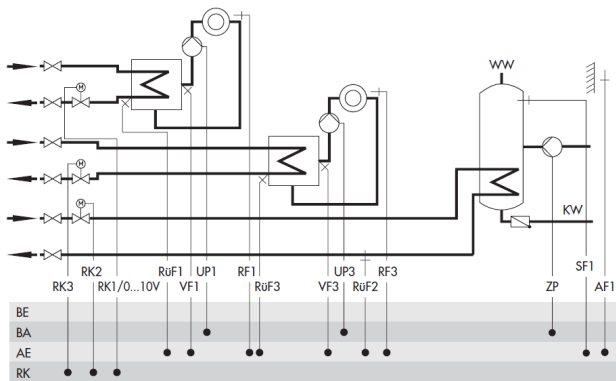 M
WW
M
M
KW
RK2 RüF1 UP1 RF1 UP3 RF3 SF1
RK3 RK1/0...10V VF1 RüF3 VF3 RüF2 ZP AF1
BE
BA
AE
RK